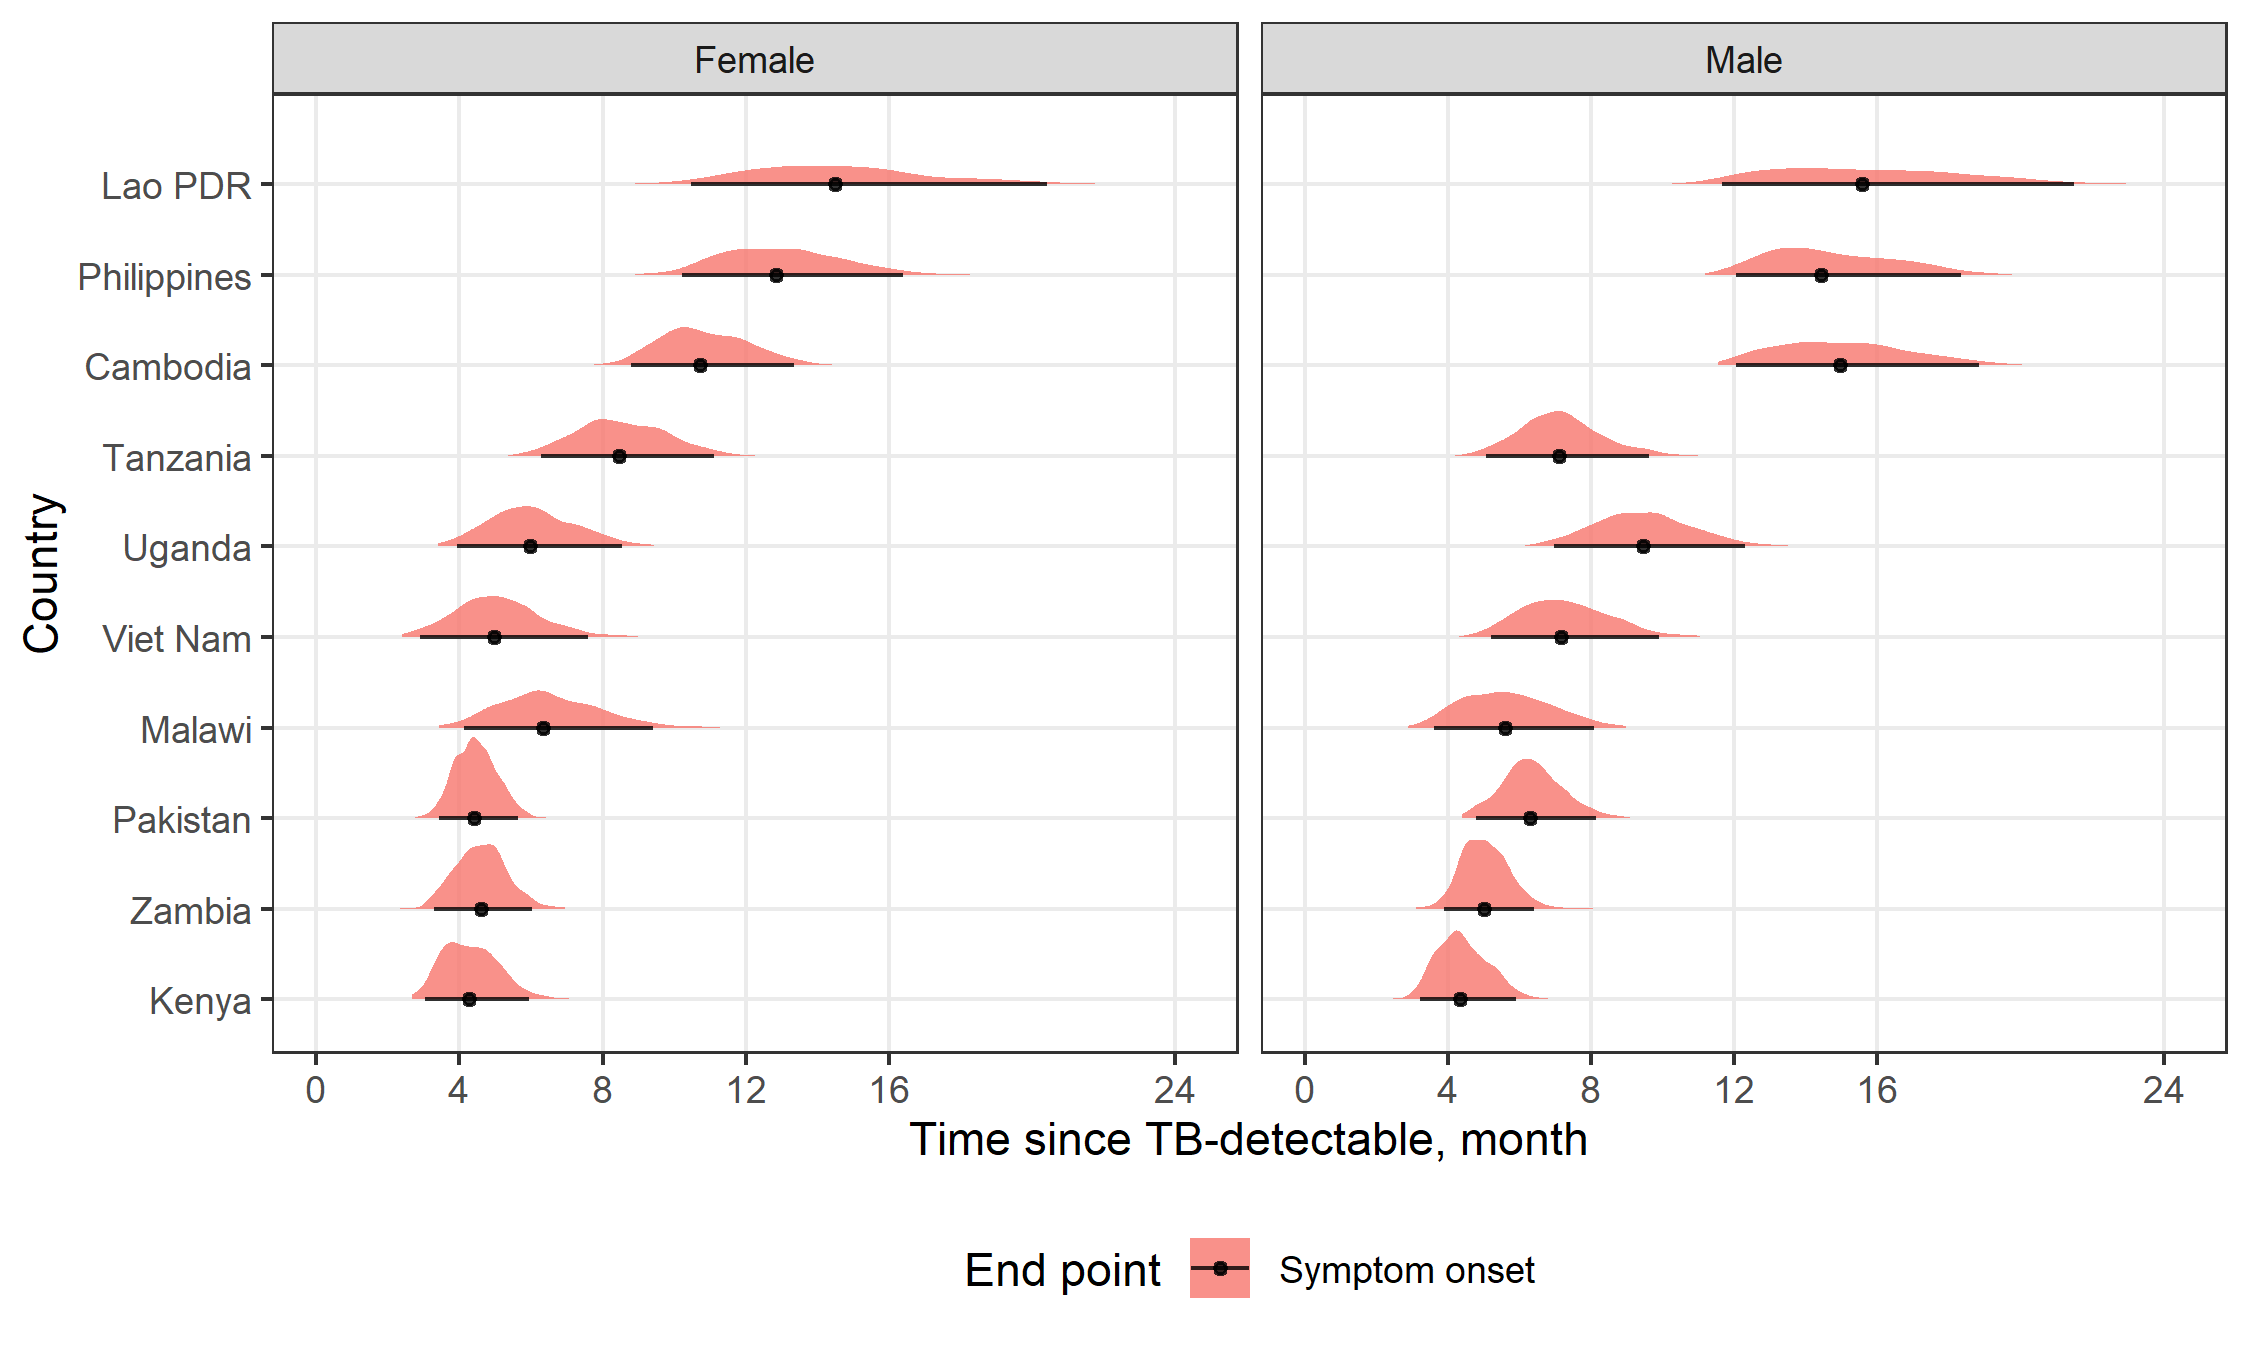 Female Male
Lao PDR
Philippines
Cambodia
Tanzania
Uganda
Viet Nam
Malawi
Pakistan
Zambia
Kenya
Country
0 4 8 12 16 24 0 4 8 12 16 24
Time since TB-detectable, month
End point Symptom onset